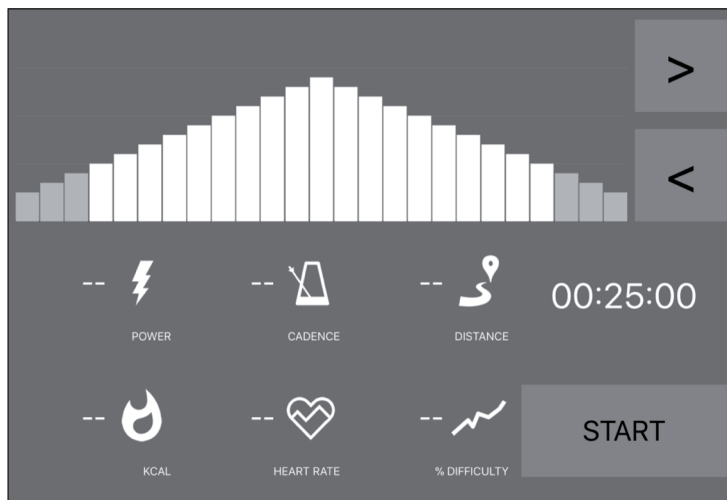 >
<
-- -- -- 00:25:00
POWER CADENCE DISTANCE
-- -- --
START
KCAL HEART RATE % DIFFICULTY